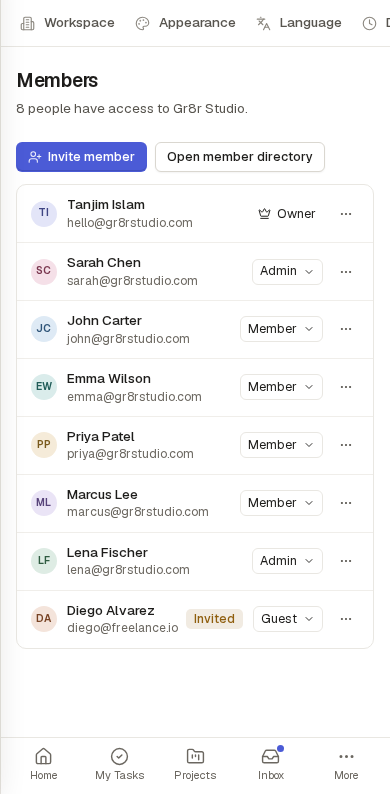 Workspace Appearance Language D
Members
8 people have access to Gr8r Studio.
Invite member Open member directory
TI Tanjim Islam Owner
hello@gr8rstudio.com
SC Sarah Chen Admin
sarah@gr8rstudio.com
JC John Carter Member
john@gr8rstudio.com
EW Emma Wilson Member
emma@gr8rstudio.com
PP Priya Patel Member
priya@gr8rstudio.com
ML Marcus Lee Member
marcus@gr8rstudio.com
LF Lena Fischer Admin
lena@gr8rstudio.com
DA Diego Alvarez Invited Guest
diego@freelance.io
Home My Tasks Projects Inbox More